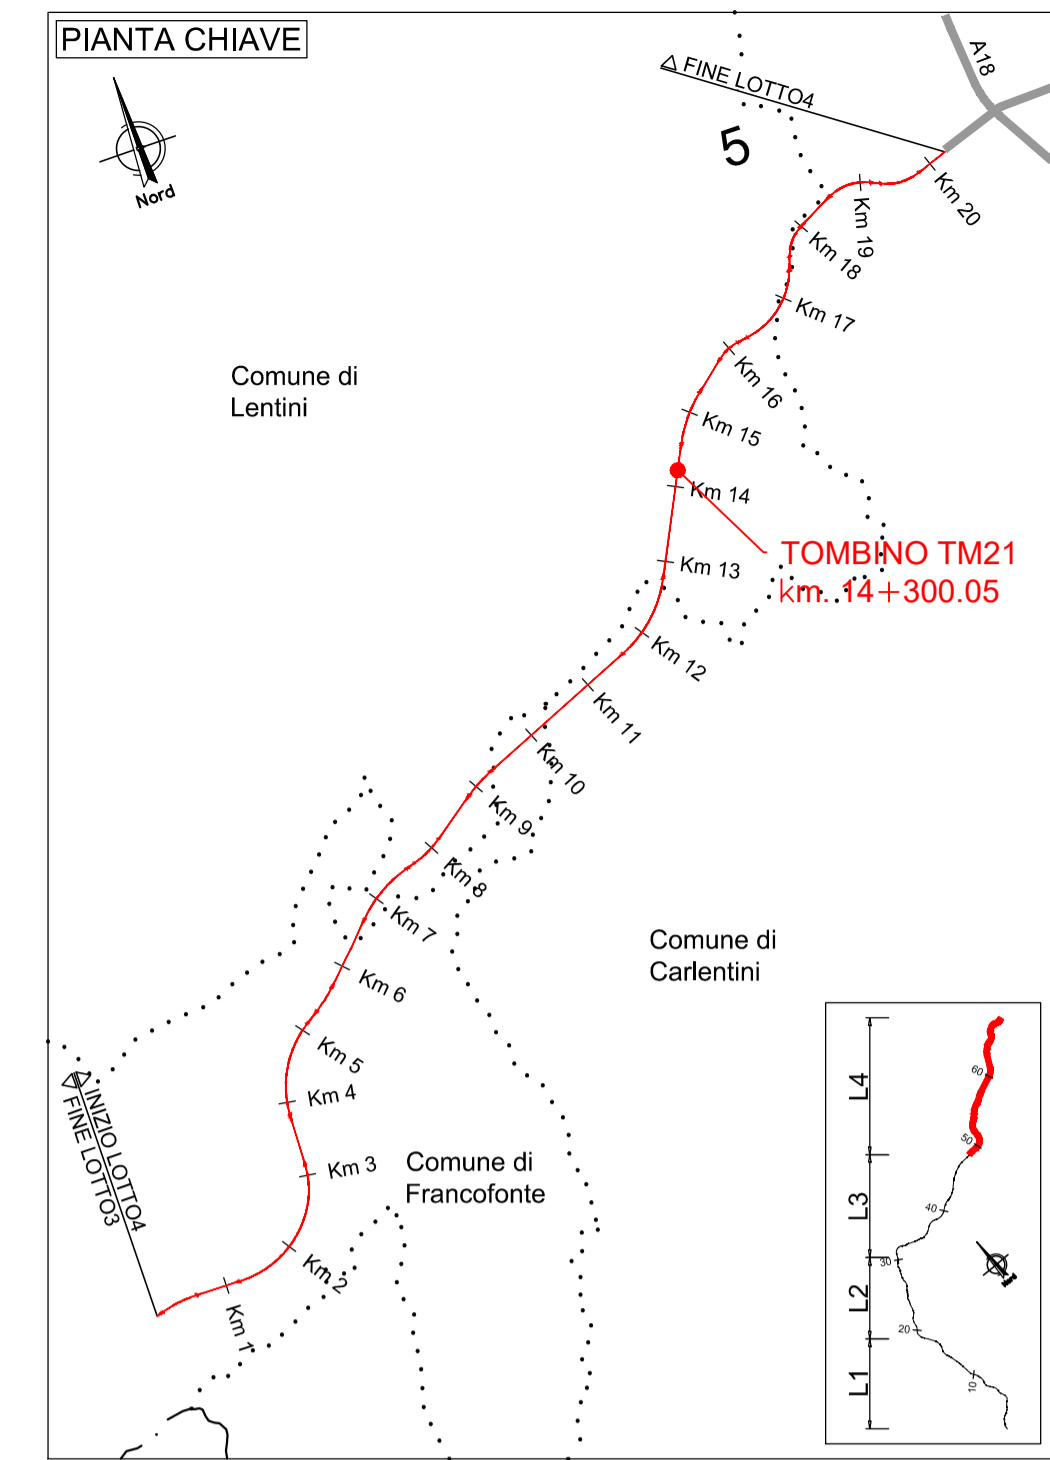 PIANTA CHIAVE
Nord
FINE LOTTO4
A18
5
Km 20
Km 19
Km 18
Km 17
Comune di
Lentini
Km 16
Km 15
Km 14
TOMBINO TM21
km. 14+300.05
Km 13
Km 12
Km 11
Km 10
Km 9
Km 8
Km 7
Comune di
Carlentini
Km 6
Km 5
Km 4
INIZIO LOTTO4
FINE LOTTO3
Km 3
Comune di
Francofonte
Km 2
Km 1
L4
L3
L2
L1
60
50
40
30
20
10